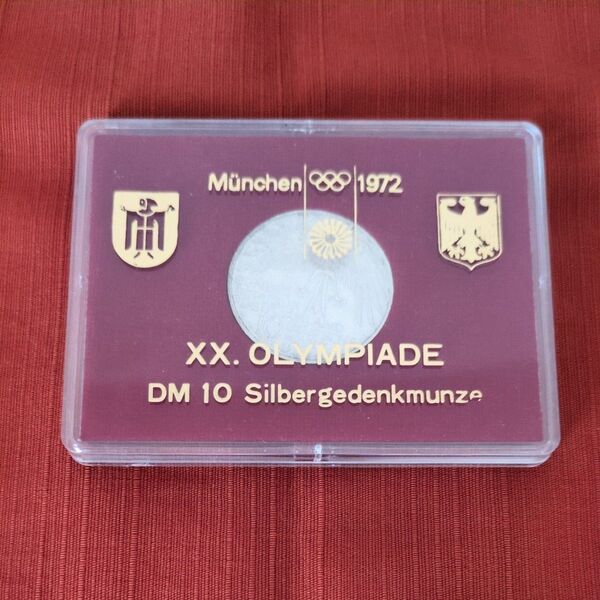 München 1972
XX. OLYMPIADE
DM 10 Silbergedenkmunze